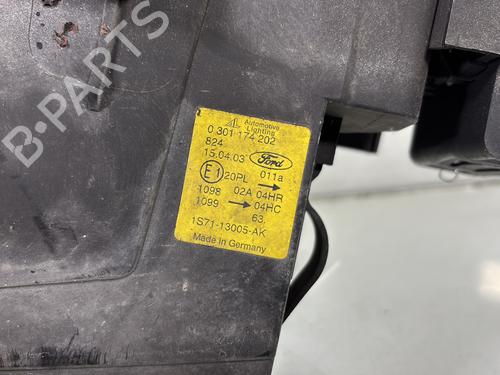 B-PARTS
Automotive
Lighting
0 301 174 202
824
15.04.03 Ford
E1 20PL → 011a
1098 02A 04HR
1099 → 04HC
63.
1S71-13005-AK
Made in Germany